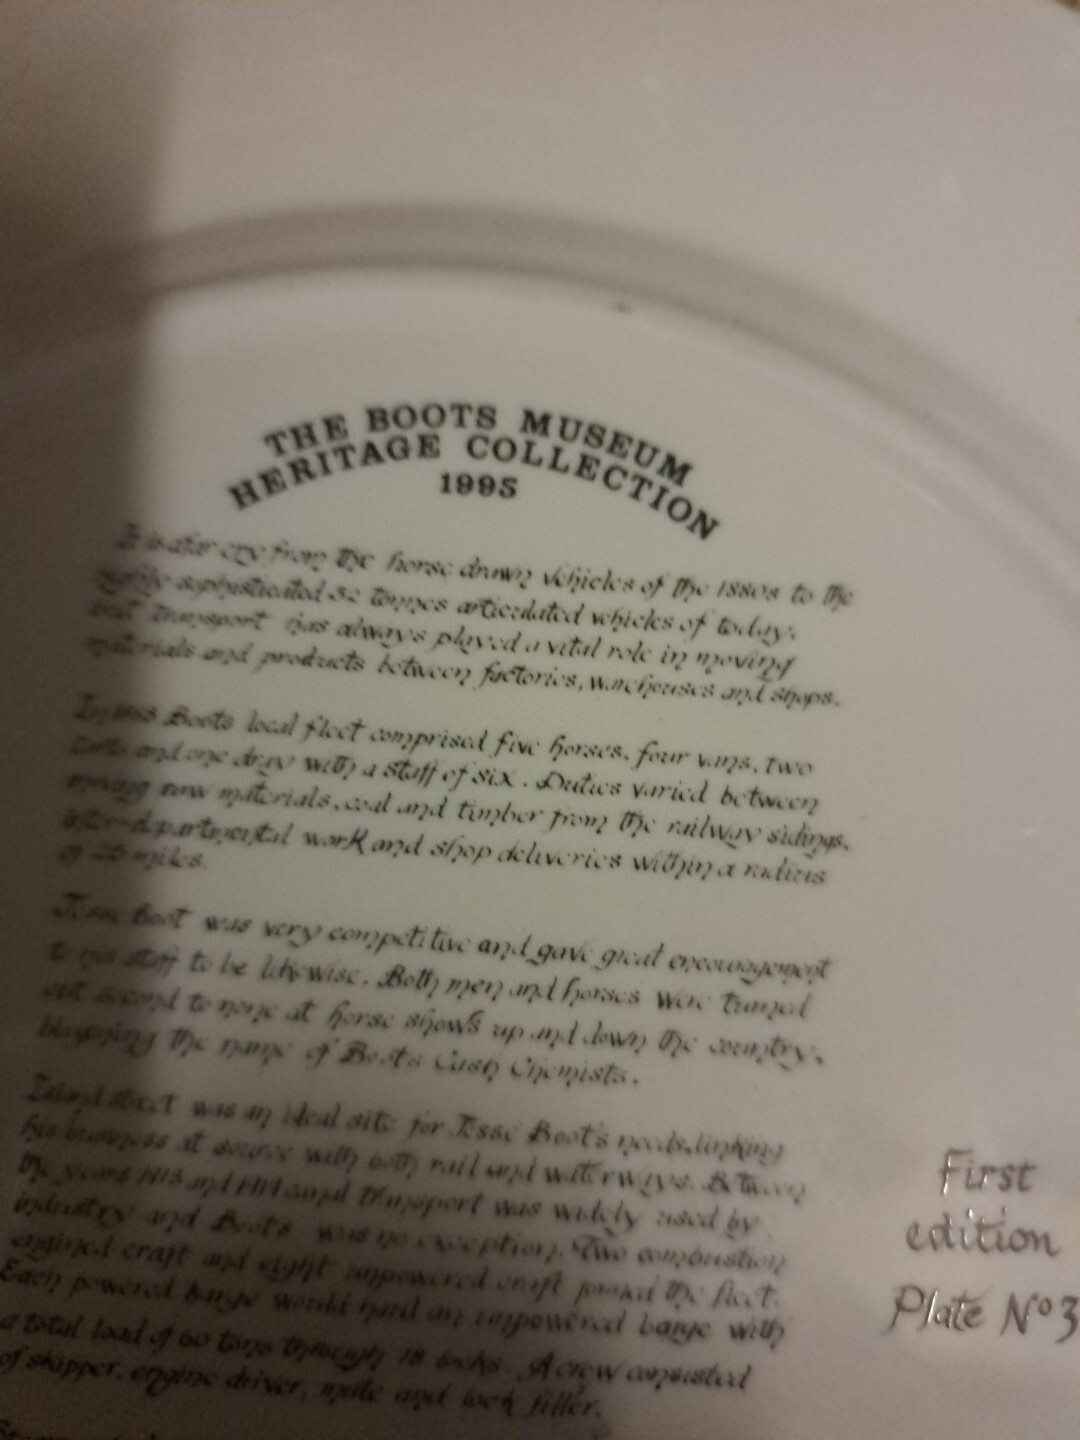 THE BOOTS MUSEUM
HERITAGE COLLECTION
1995
It is a far cry from the horse drawn vehicles of the 1880s to the
highly sophisticated 32 tonnes articulated vehicles of today,
but transport has always played a vital role in moving
materials and products between factories, warehouses and shops.
In Boots local fleet comprised five horses, four vans, two
carts and one dray with a staff of six. Duties varied between
moving raw materials, coal and timber from the railway sidings,
inter-departmental work and shop deliveries within a radius
of 25 miles.
Jesse Boot was very competitive and gave great encouragement
to his staff to be likewise. Both men and horses were turned
out second to none at horse shows up and down the country,
blazoning the name of Boots Cash Chemists.
Island street was an ideal site for Jesse Boot's needs, linking
his business at source with both rail and waterways. Between
the years and canal transport was widely used by
industry and Boots was no exception. Two combustion
engined craft and eight unpowered craft joined the fleet.
Each powered barge would haul an unpowered barge with
a total load of 60 tons through 18 locks. A crew consisted
of skipper, engine driver, mate and lock filler.
First
edition
Plate Nº 3